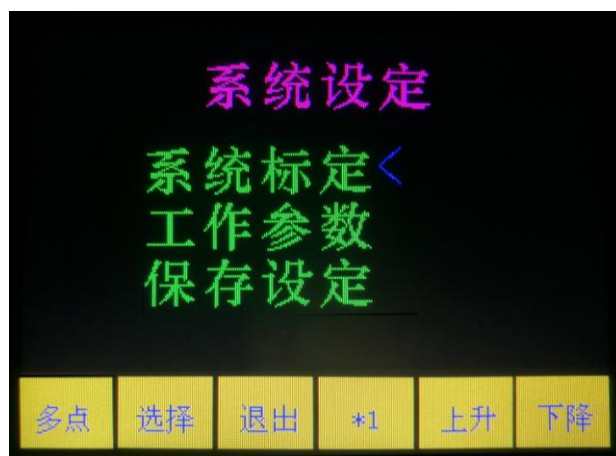 系统设定
系统标定<
工作参数
保存设定
多点 选择 退出 *1 上升 下降